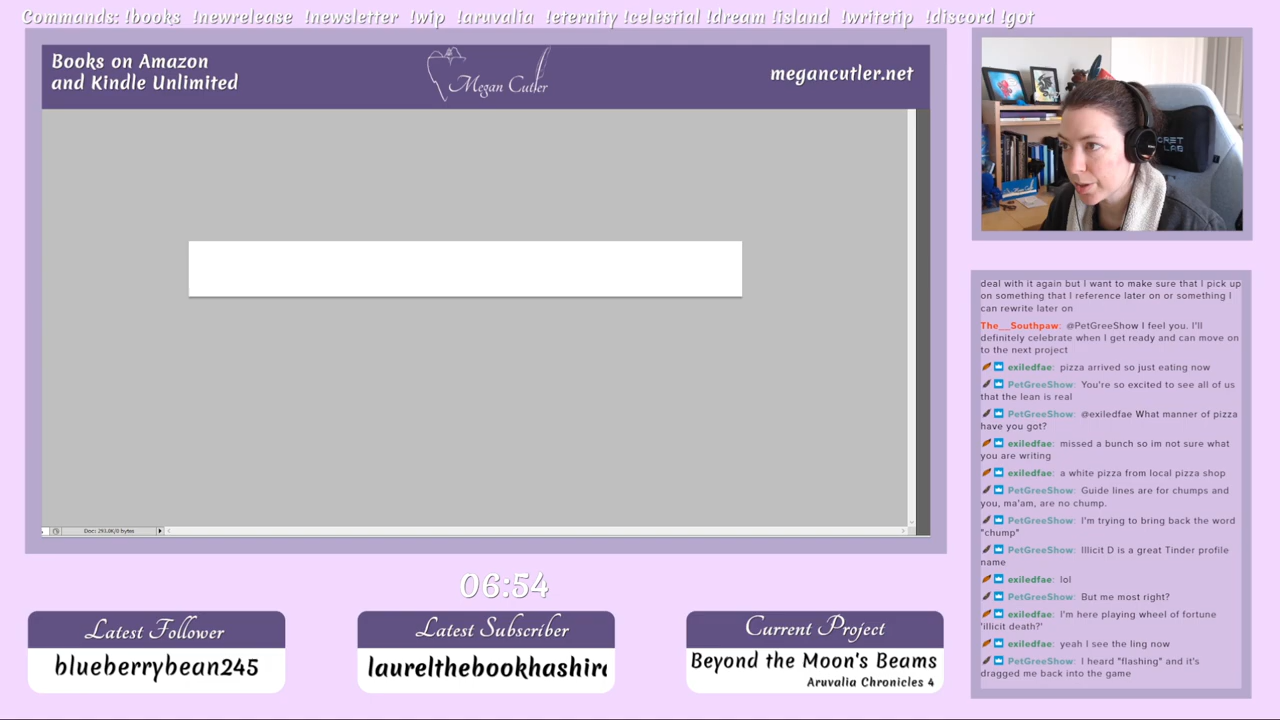 Commands: !books !newrelease !newsletter !wip !aruvalia !eternity !celestial !dream !island !writetip !discord !got
Books on Amazon
and Kindle Unlimited
Megan Cutler
megancutler.net
Doc: 293.0K/0 bytes
06:54
Latest Follower
blueberrybean245
Latest Subscriber
laurelthebookhashira
Current Project
Beyond the Moon's Beams
Aruvalia Chronicles 4
deal with it again but I want to make sure that I pick up
on something that I reference later on or something I
can rewrite later on
The__Southpaw: @PetGreeShow I feel you. I'll
definitely celebrate when I get ready and can move on
to the next project
exiledfae: pizza arrived so just eating now
PetGreeShow: You're so excited to see all of us
that the lean is real
PetGreeShow: @exiledfae What manner of pizza
have you got?
exiledfae: missed a bunch so im not sure what
you are writing
exiledfae: a white pizza from local pizza shop
PetGreeShow: Guide lines are for chumps and
you, ma'am, are no chump.
PetGreeShow: I'm trying to bring back the word
"chump"
PetGreeShow: Illicit D is a great Tinder profile
name
exiledfae: lol
PetGreeShow: But me most right?
exiledfae: I'm here playing wheel of fortune
'illicit death?'
exiledfae: yeah I see the ling now
PetGreeShow: I heard "flashing" and it's
dragged me back into the game